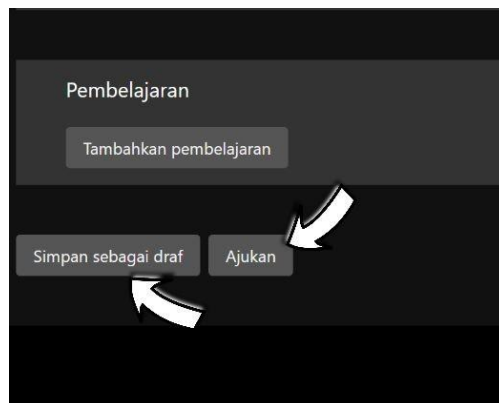 Pembelajaran
Tambahkan pembelajaran
Simpan sebagai draf
Ajukan